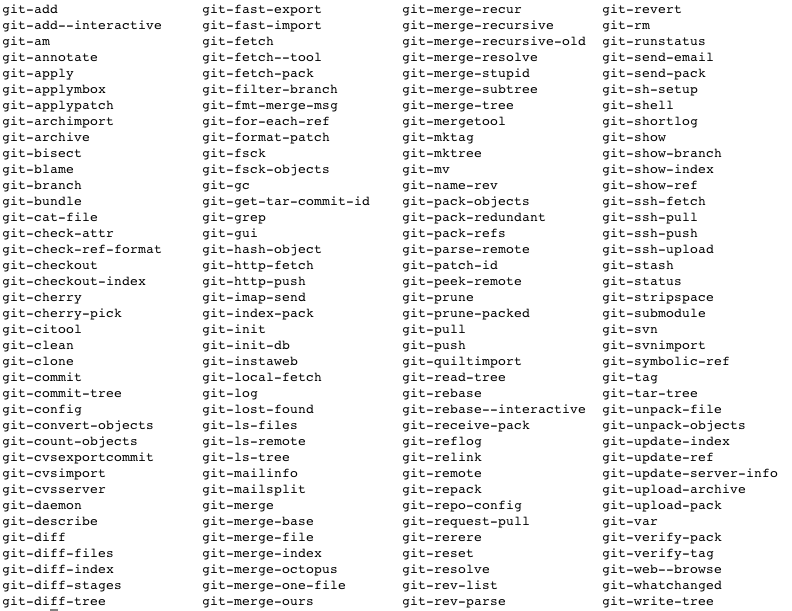 git-add
git-add--interactive
git-am
git-annotate
git-apply
git-applymbox
git-applypatch
git-archimport
git-archive
git-bisect
git-blame
git-branch
git-bundle
git-cat-file
git-check-attr
git-check-ref-format
git-checkout
git-checkout-index
git-cherry
git-cherry-pick
git-citool
git-clean
git-clone
git-commit
git-commit-tree
git-config
git-convert-objects
git-count-objects
git-cvsexportcommit
git-cvsimport
git-cvsserver
git-daemon
git-describe
git-diff
git-diff-files
git-diff-index
git-diff-stages
git-diff-tree
git-fast-export
git-fast-import
git-fetch
git-fetch--tool
git-fetch-pack
git-filter-branch
git-fmt-merge-msg
git-for-each-ref
git-format-patch
git-fsck
git-fsck-objects
git-gc
git-get-tar-commit-id
git-grep
git-gui
git-hash-object
git-http-fetch
git-http-push
git-imap-send
git-index-pack
git-init
git-init-db
git-instaweb
git-local-fetch
git-log
git-lost-found
git-ls-files
git-ls-remote
git-ls-tree
git-mailinfo
git-mailsplit
git-merge
git-merge-base
git-merge-file
git-merge-index
git-merge-octopus
git-merge-one-file
git-merge-ours
git-merge-recur
git-merge-recursive
git-merge-recursive-old
git-merge-resolve
git-merge-stupid
git-merge-subtree
git-merge-tree
git-mergetool
git-mktag
git-mktree
git-mv
git-name-rev
git-pack-objects
git-pack-redundant
git-pack-refs
git-parse-remote
git-patch-id
git-peek-remote
git-prune
git-prune-packed
git-pull
git-push
git-quiltimport
git-read-tree
git-rebase
git-rebase--interactive
git-receive-pack
git-reflog
git-relink
git-remote
git-repack
git-repo-config
git-request-pull
git-rerere
git-reset
git-resolve
git-rev-list
git-rev-parse
git-revert
git-rm
git-runstatus
git-send-email
git-send-pack
git-sh-setup
git-shell
git-shortlog
git-show
git-show-branch
git-show-index
git-show-ref
git-ssh-fetch
git-ssh-pull
git-ssh-push
git-ssh-upload
git-stash
git-status
git-stripspace
git-submodule
git-svn
git-svnimport
git-symbolic-ref
git-tag
git-tar-tree
git-unpack-file
git-unpack-objects
git-update-index
git-update-ref
git-update-server-info
git-upload-archive
git-upload-pack
git-var
git-verify-pack
git-verify-tag
git-web--browse
git-whatchanged
git-write-tree